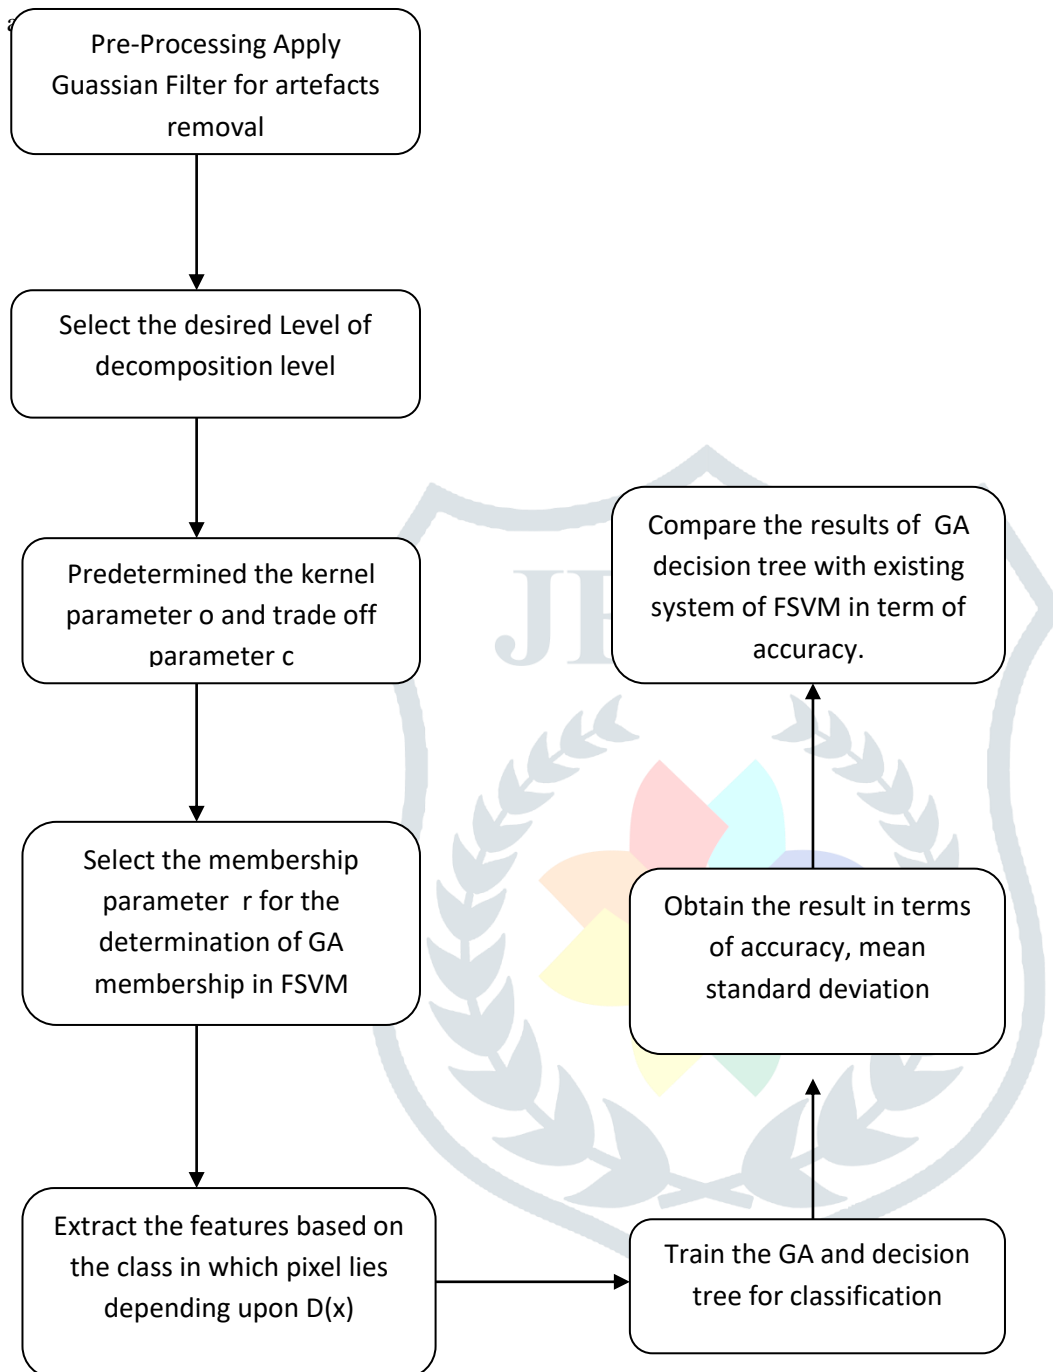 Pre-Processing Apply
Guassian Filter for artefacts
removal
Select the desired Level of
decomposition level
Predetermined the kernel
parameter o and trade off
parameter c
Select the membership
parameter r for the
determination of GA
membership in FSVM
Extract the features based on
the class in which pixel lies
depending upon D(x)
Train the GA and decision
tree for classification
Obtain the result in terms
of accuracy, mean
standard deviation
Compare the results of GA
decision tree with existing
system of FSVM in term of
accuracy.